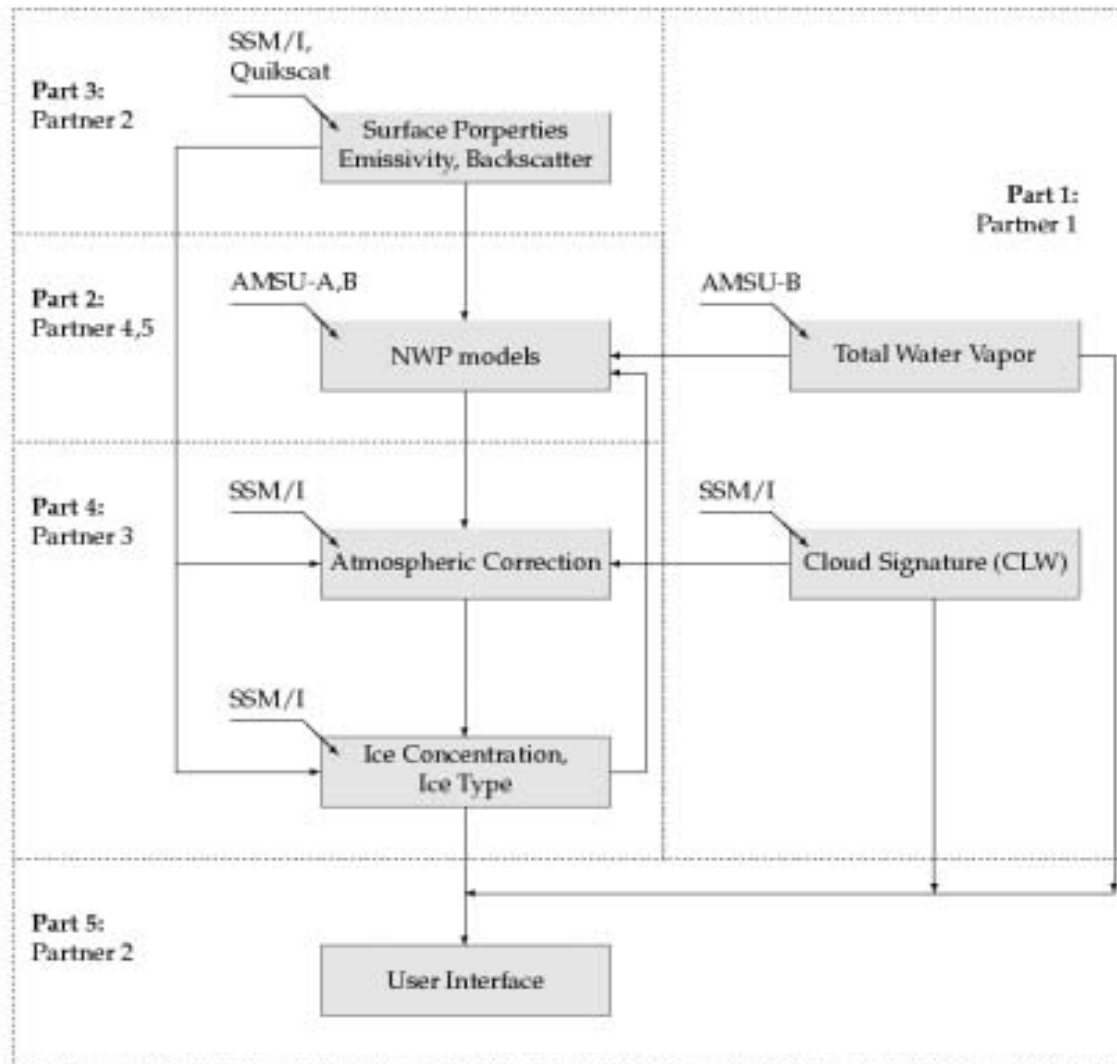 SSM/I,
Quikscat
Part 3:
Partner 2
Surface Porperties
Emissivity, Backscatter
Part 1:
Partner 1
Part 2:
Partner 4,5
AMSU-A,B
NWP models
AMSU-B
Total Water Vapor
Part 4:
Partner 3
SSM/I
Atmospheric Correction
SSM/I
Cloud Signature (CLW)
SSM/I
Ice Concentration,
Ice Type
Part 5:
Partner 2
User Interface